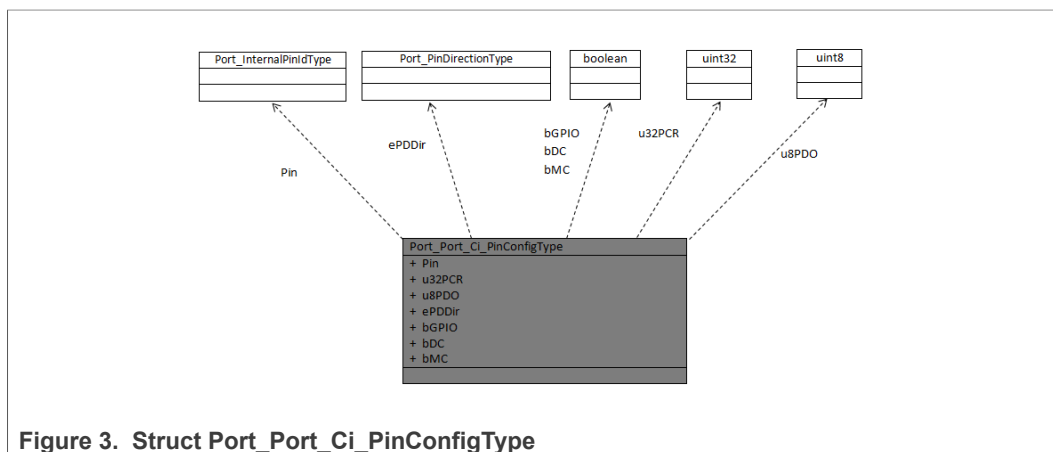 Port_InternalPinIdType
Port_PinDirectionType
boolean
uint32
uint8
ePDDir
bGPIO
bDC
bMC
u32PCR
u8PDO
Pin
Port_Port_Ci_PinConfigType
+ Pin
+ u32PCR
+ u8PDO
+ ePDDir
+ bGPIO
+ bDC
+ bMC
Figure 3. Struct Port_Port_Ci_PinConfigType